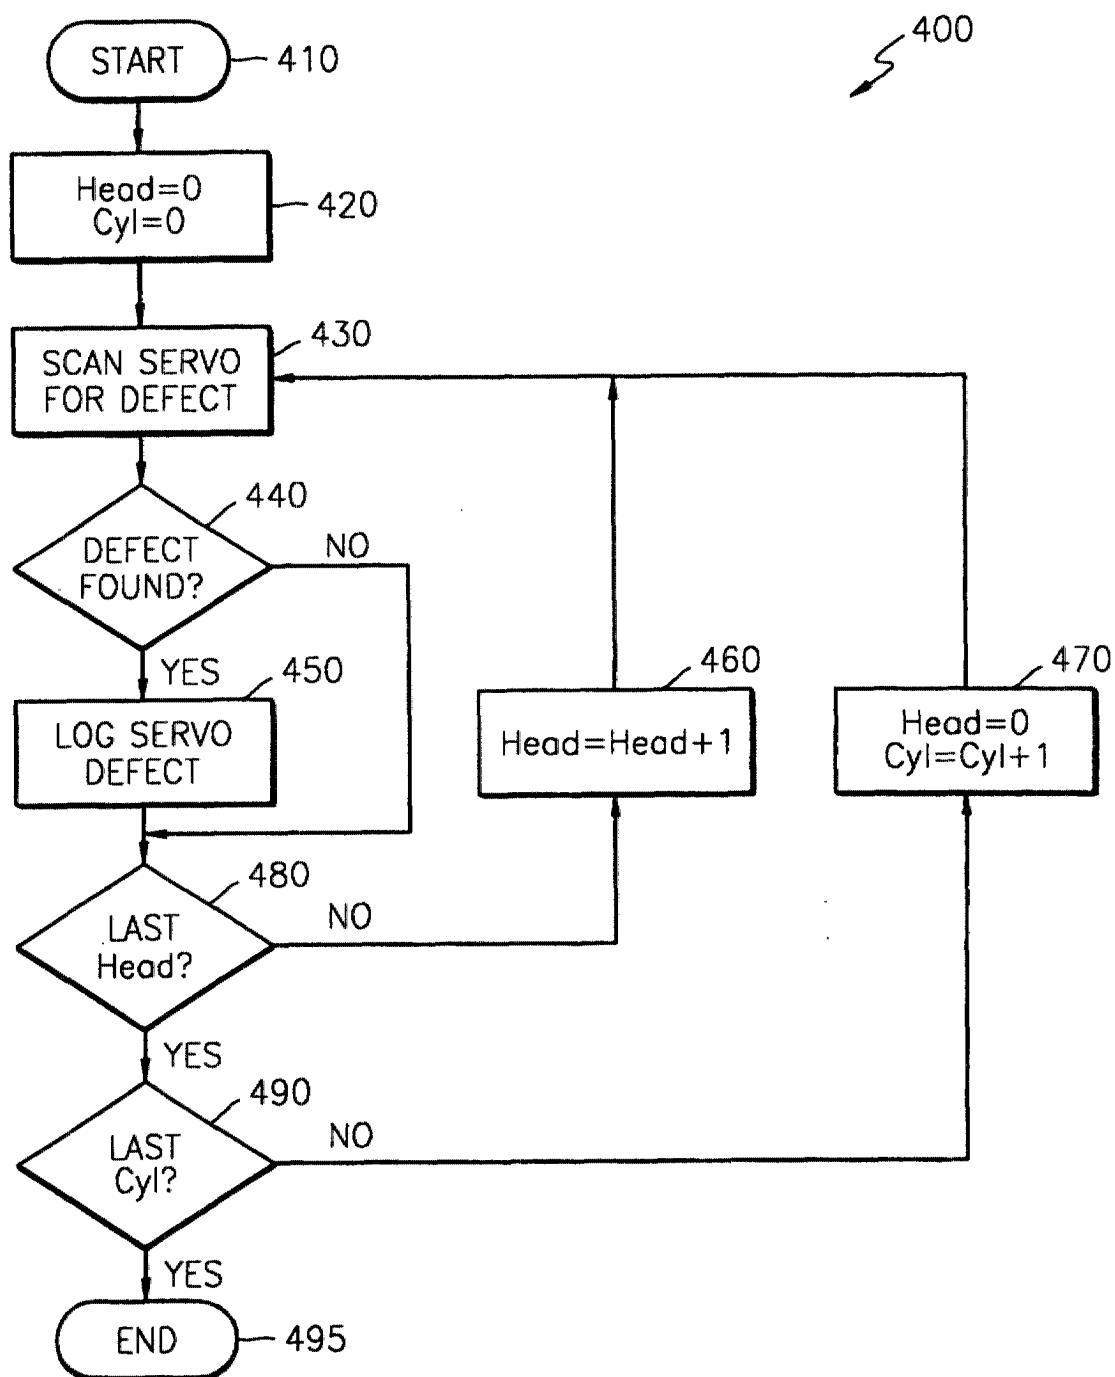 400
START
410
Head=0
Cyl=0
420
430
SCAN SERVO
FOR DEFECT
440
DEFECT
FOUND?
NO
YES
450
LOG SERVO
DEFECT
460
Head=Head+1
470
Head=0
Cyl=Cyl+1
480
LAST
Head?
NO
YES
490
LAST
Cyl?
NO
YES
END
495